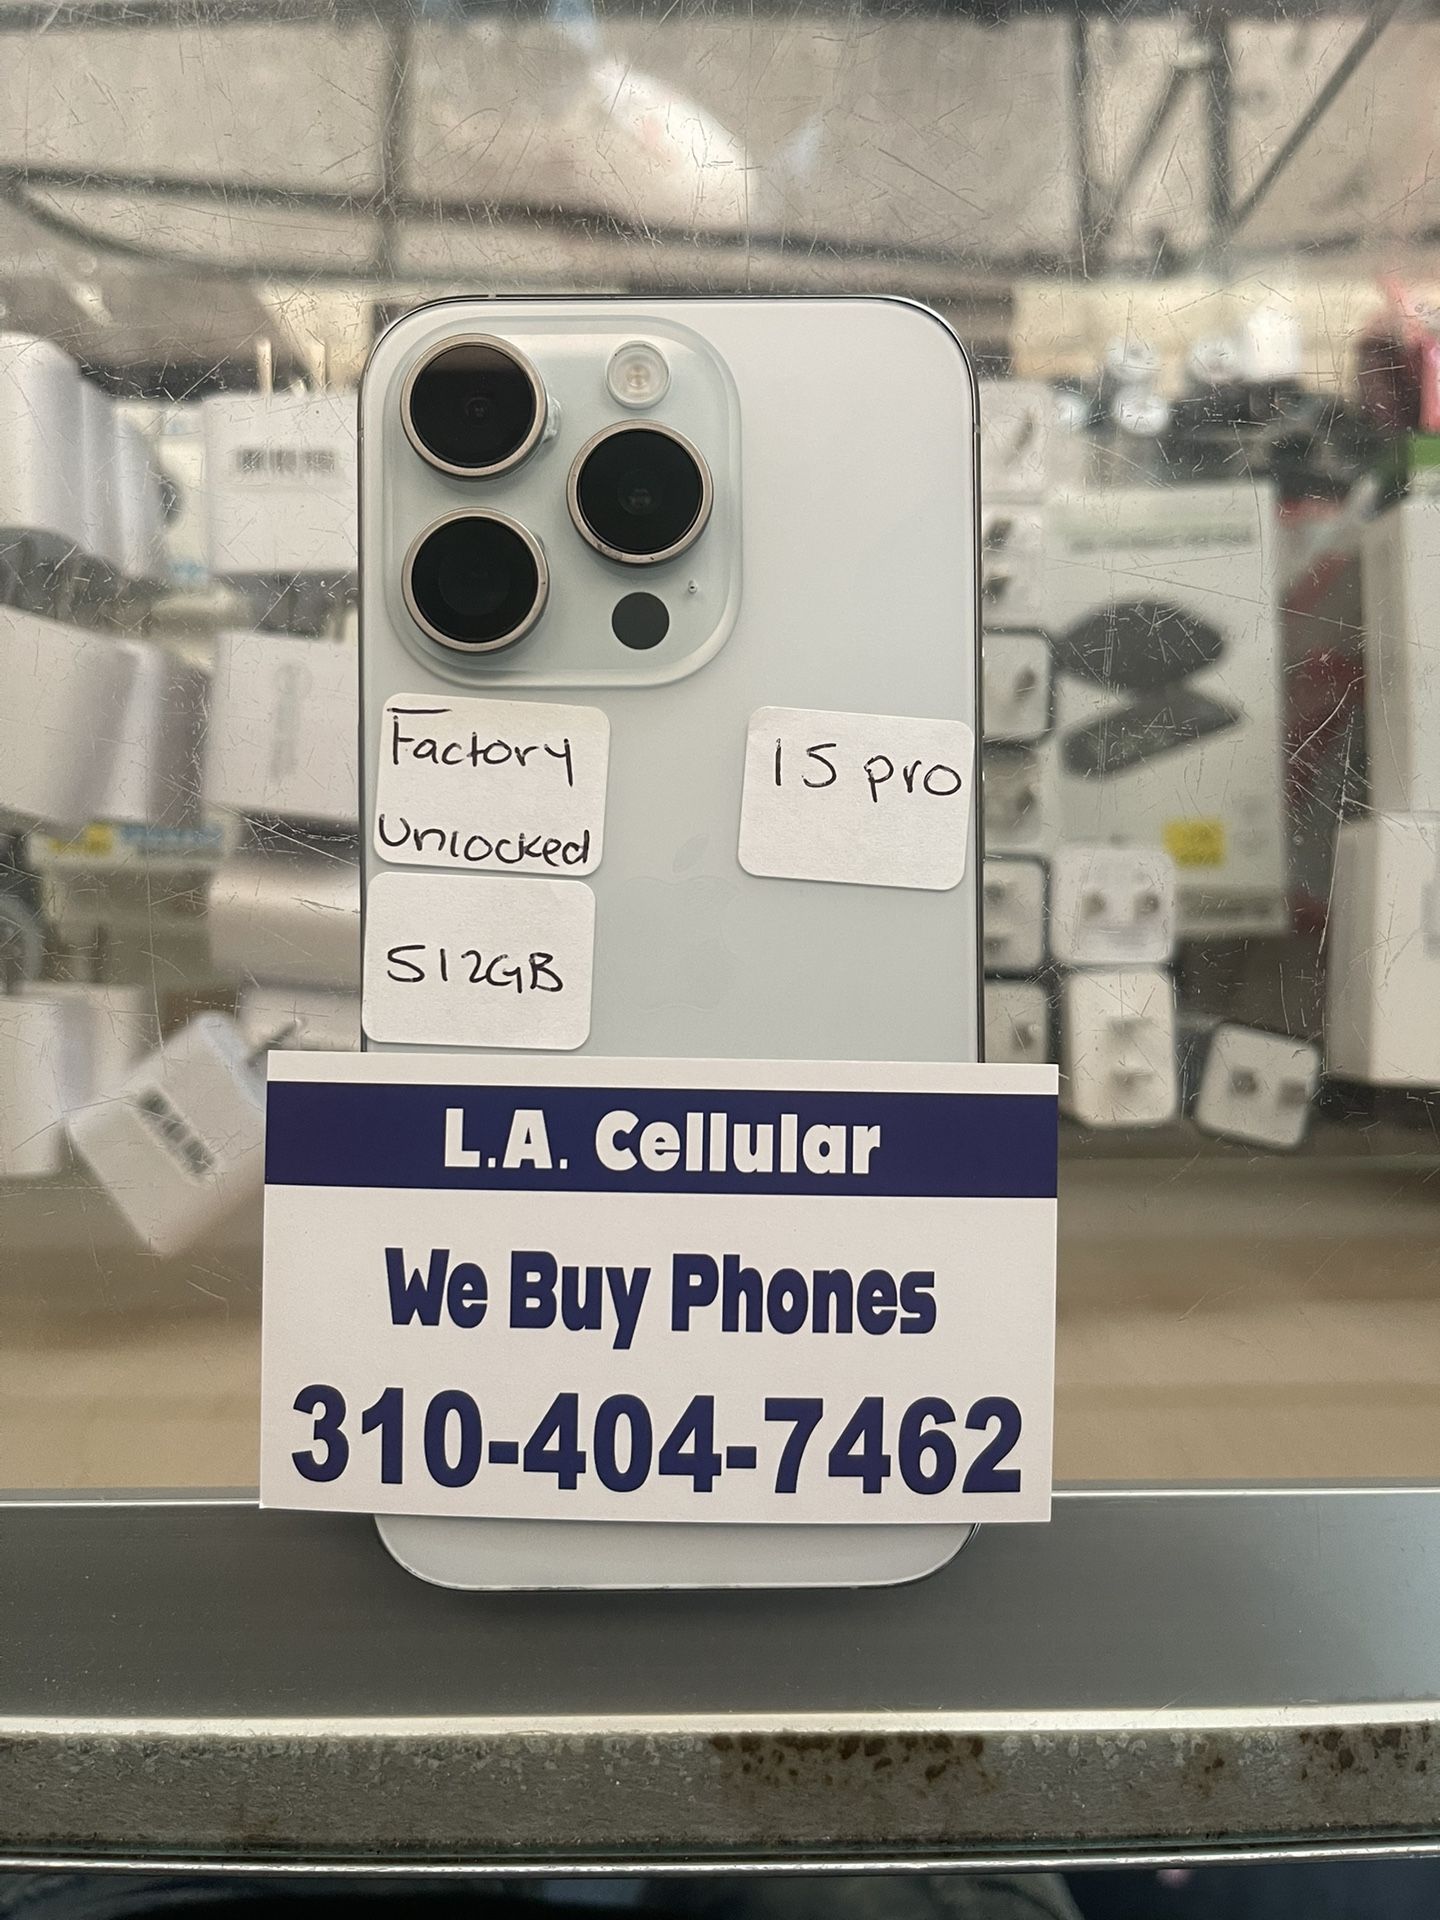 Factory
Unlocked
15 pro
512GB
L.A. Cellular
We Buy Phones
310-404-7462